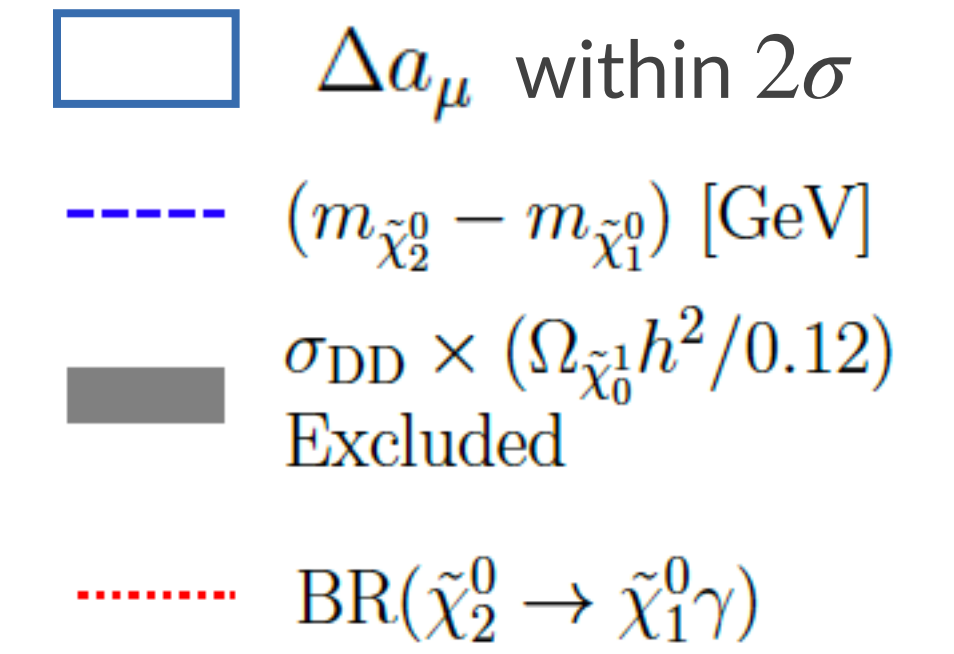 Δa_μ within 2σ
(m_{χ̃_2^0} − m_{χ̃_1^0}) [GeV]
σ_DD × (Ω_{χ̃_0^1}h²/0.12)
Excluded
BR(χ̃_2^0 → χ̃_1^0 γ)